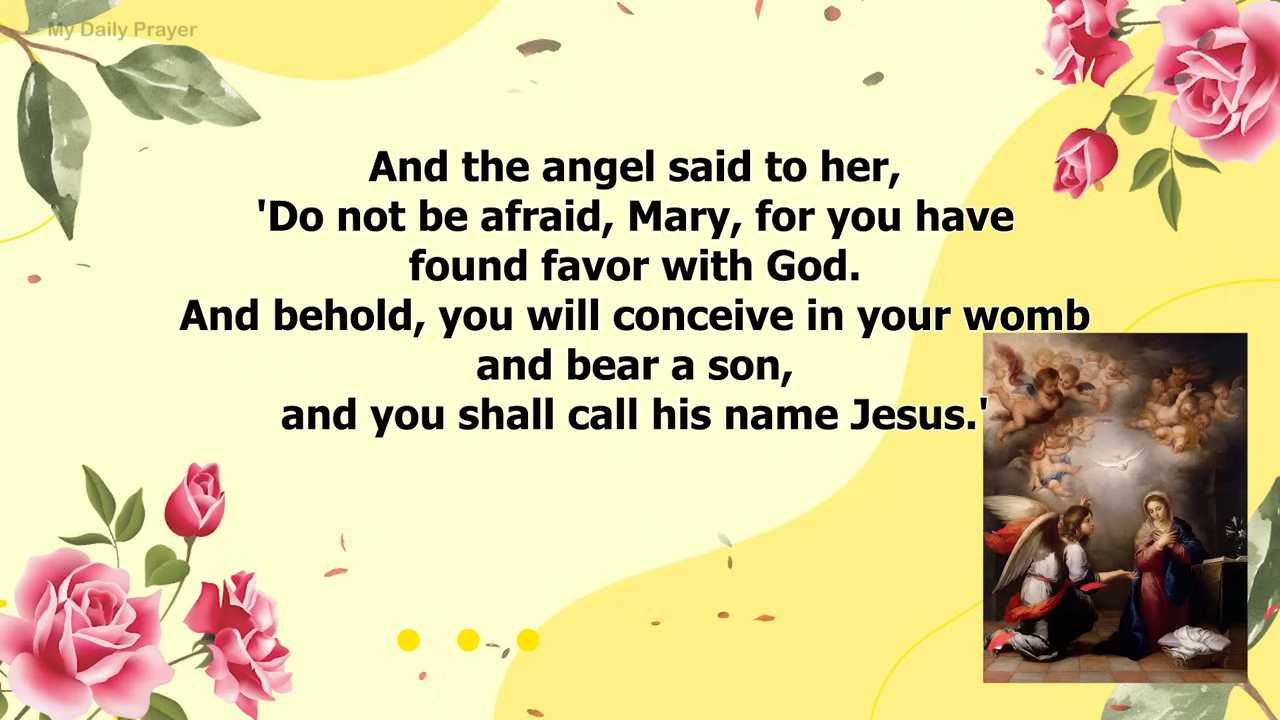 My Daily Prayer
And the angel said to her,
'Do not be afraid, Mary, for you have
found favor with God.
And behold, you will conceive in your womb
and bear a son,
and you shall call his name Jesus.'